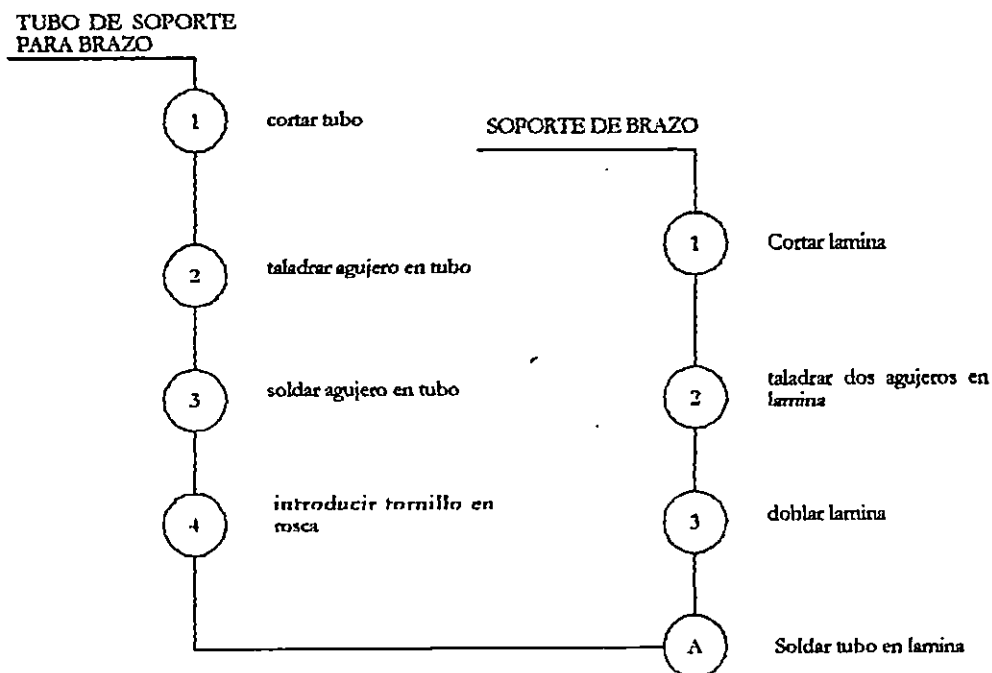 TUBO DE SOPORTE
PARA BRAZO
1
cortar tubo
2
taladrar agujero en tubo
3
soldar agujero en tubo
4
introducir tornillo en
rosca
SOPORTE DE BRAZO
1
Cortar lamina
2
taladrar dos agujeros en
lamina
3
doblar lamina
A
Soldar tubo en lamina